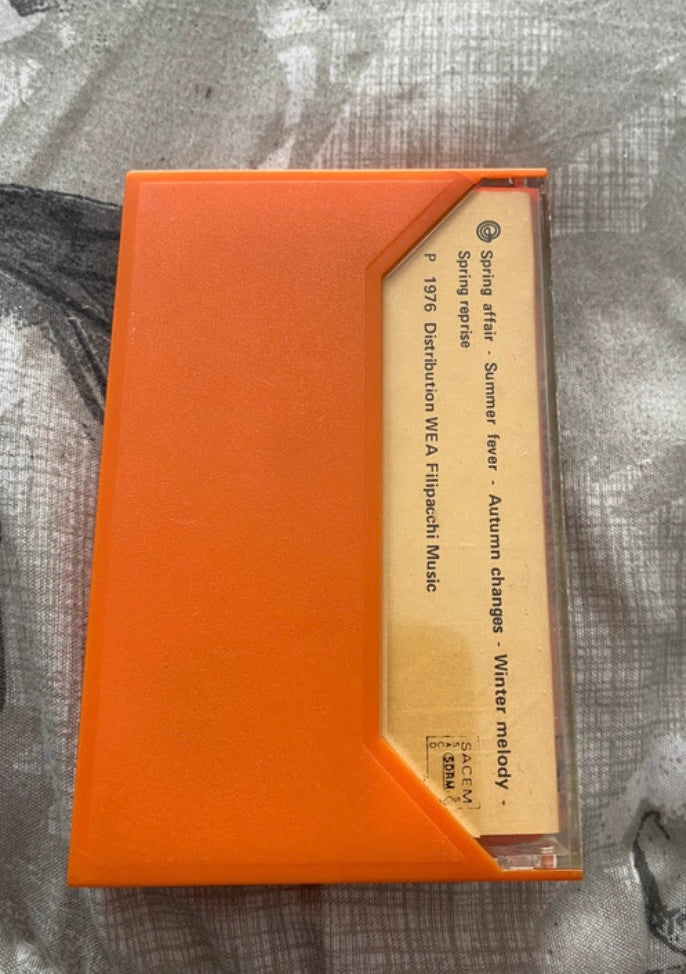 Spring affair - Summer fever - Autumn changes - Winter melody -
Spring reprise
P 1976 Distribution WEA Filipacchi Music
SACEM
SDRM